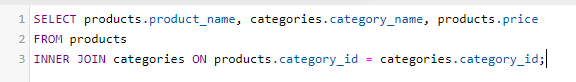 1 SELECT products.product_name, categories.category_name, products.price
2 FROM products
3 INNER JOIN categories ON products.category_id = categories.category_id;